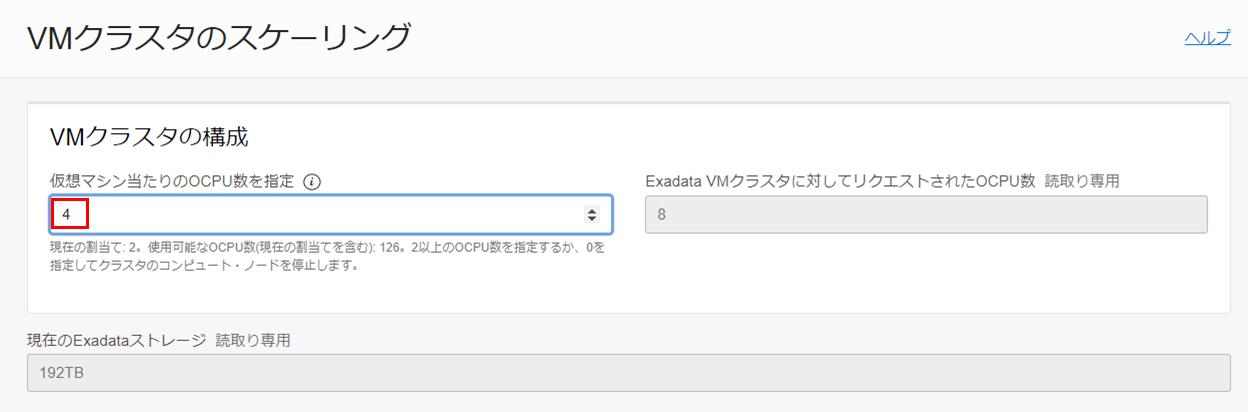 VMクラスタのスケーリング
ヘルプ
VMクラスタの構成
仮想マシン当たりのOCPU数を指定 i
Exadata VMクラスタに対してリクエストされたOCPU数 読取り専用
4
8
現在の割当て: 2。使用可能なOCPU数(現在の割当てを含む): 126。2以上のOCPU数を指定するか、0を
指定してクラスタのコンピュート・ノードを停止します。
現在のExadataストレージ 読取り専用
192TB